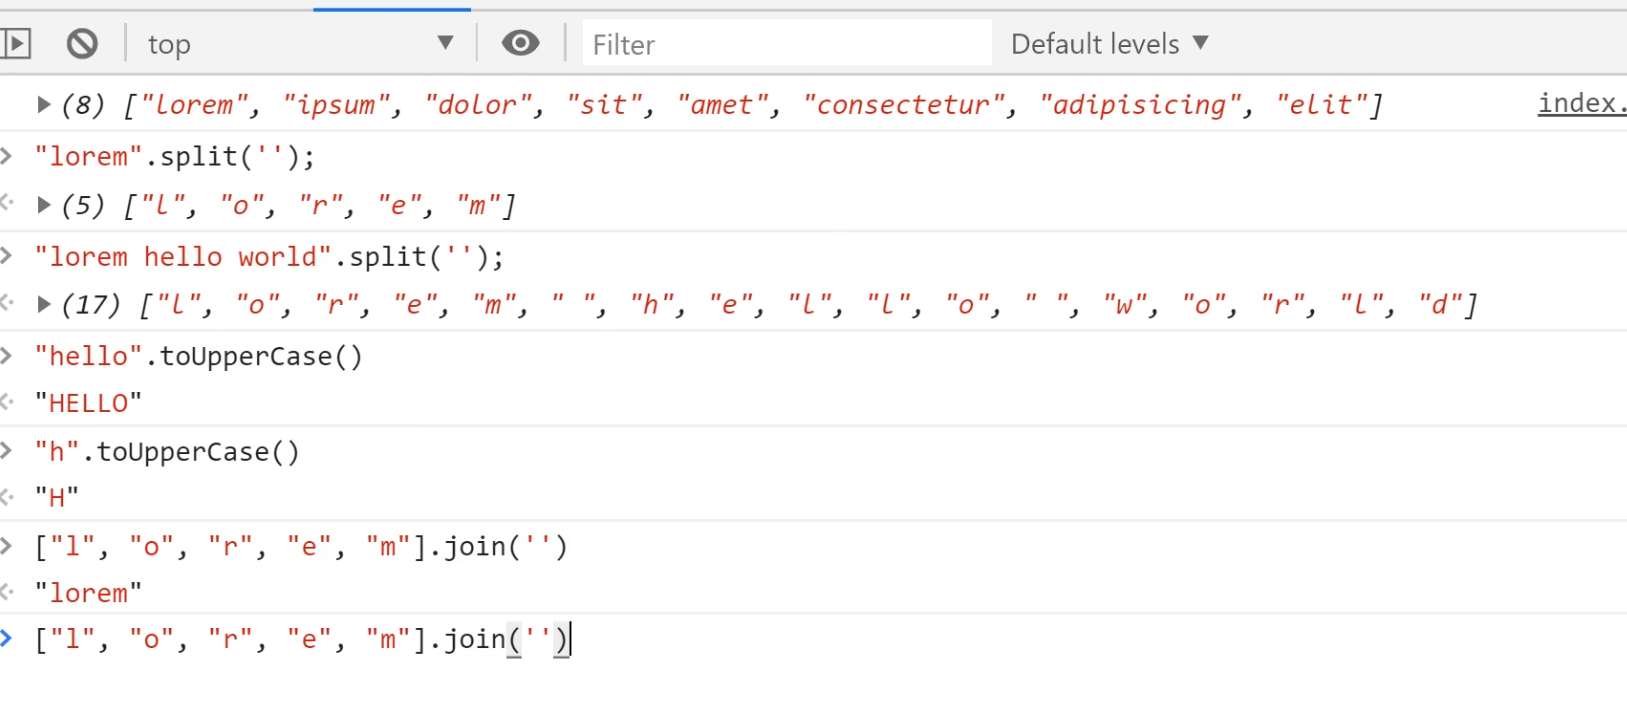 top Filter Default levels
(8) ["lorem", "ipsum", "dolor", "sit", "amet", "consectetur", "adipisicing", "elit"] index.
> "lorem".split('');
(5) ["l", "o", "r", "e", "m"]
> "lorem hello world".split('');
(17) ["l", "o", "r", "e", "m", " ", "h", "e", "l", "l", "o", " ", "w", "o", "r", "l", "d"]
> "hello".toUpperCase()
"HELLO"
> "h".toUpperCase()
"H"
> ["l", "o", "r", "e", "m"].join('')
"lorem"
> ["l", "o", "r", "e", "m"].join('')